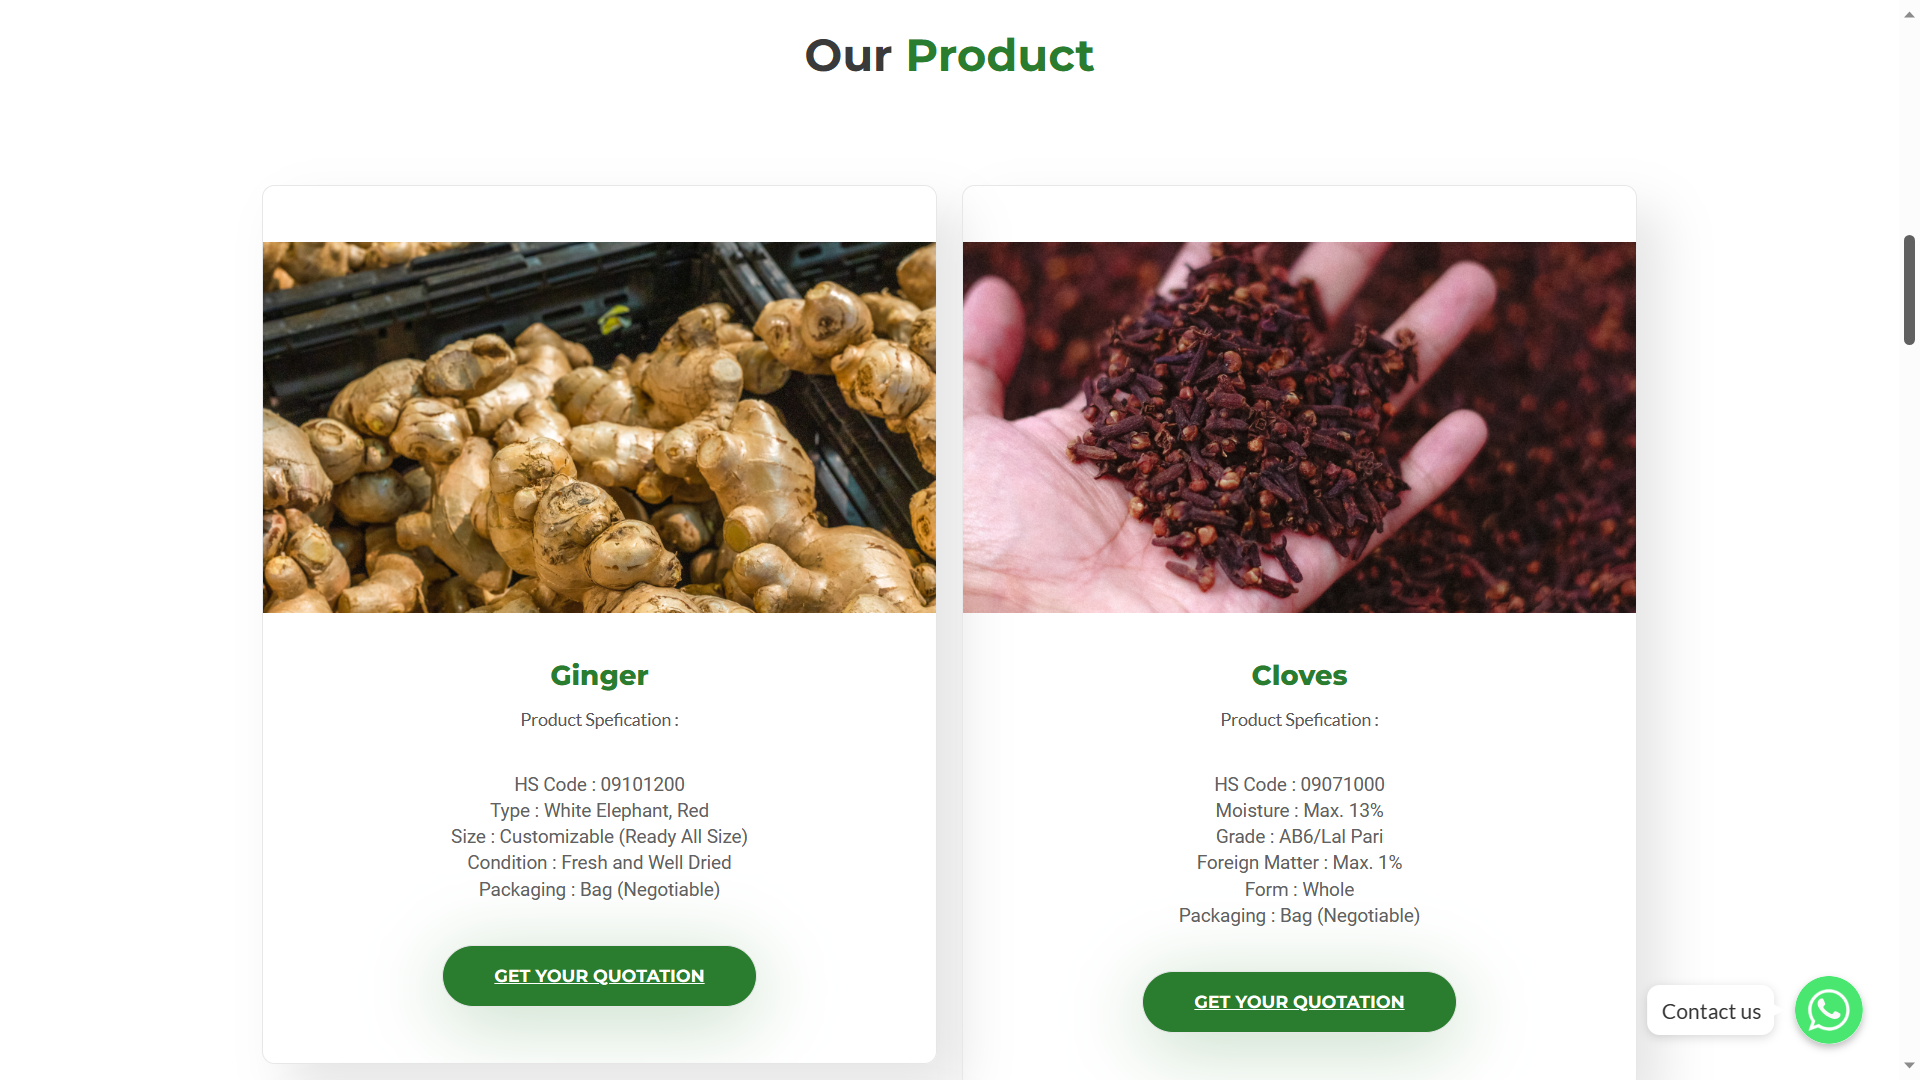 Our Product
Ginger
Product Spefication :
HS Code : 09101200
Type : White Elephant, Red
Size : Customizable (Ready All Size)
Condition : Fresh and Well Dried
Packaging : Bag (Negotiable)
GET YOUR QUOTATION
Cloves
Product Spefication :
HS Code : 09071000
Moisture : Max. 13%
Grade : AB6/Lal Pari
Foreign Matter : Max. 1%
Form : Whole
Packaging : Bag (Negotiable)
GET YOUR QUOTATION
Contact us